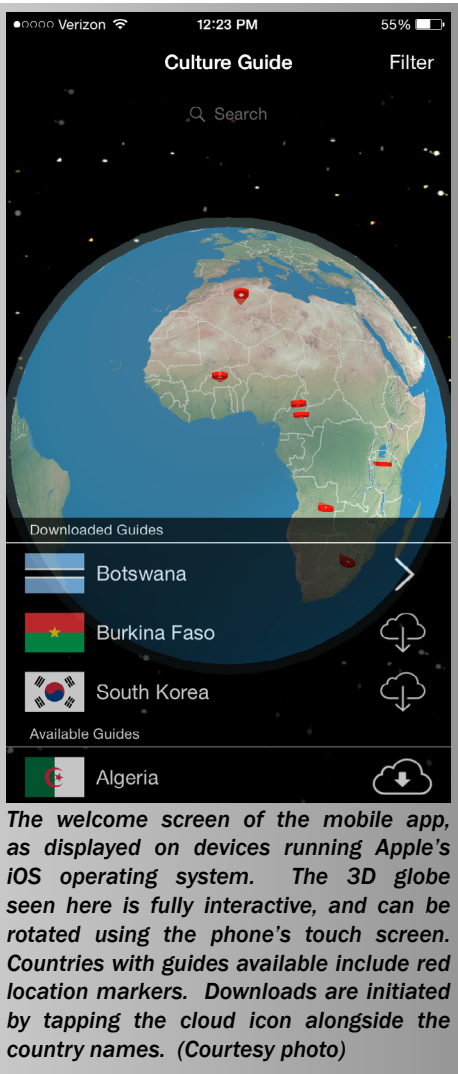 ●○○○○ Verizon 12:23 PM 55%
Culture Guide Filter
Search
Downloaded Guides
Botswana
Burkina Faso
South Korea
Available Guides
Algeria
The welcome screen of the mobile app,
as displayed on devices running Apple's
iOS operating system. The 3D globe
seen here is fully interactive, and can be
rotated using the phone's touch screen.
Countries with guides available include red
location markers. Downloads are initiated
by tapping the cloud icon alongside the
country names. (Courtesy photo)